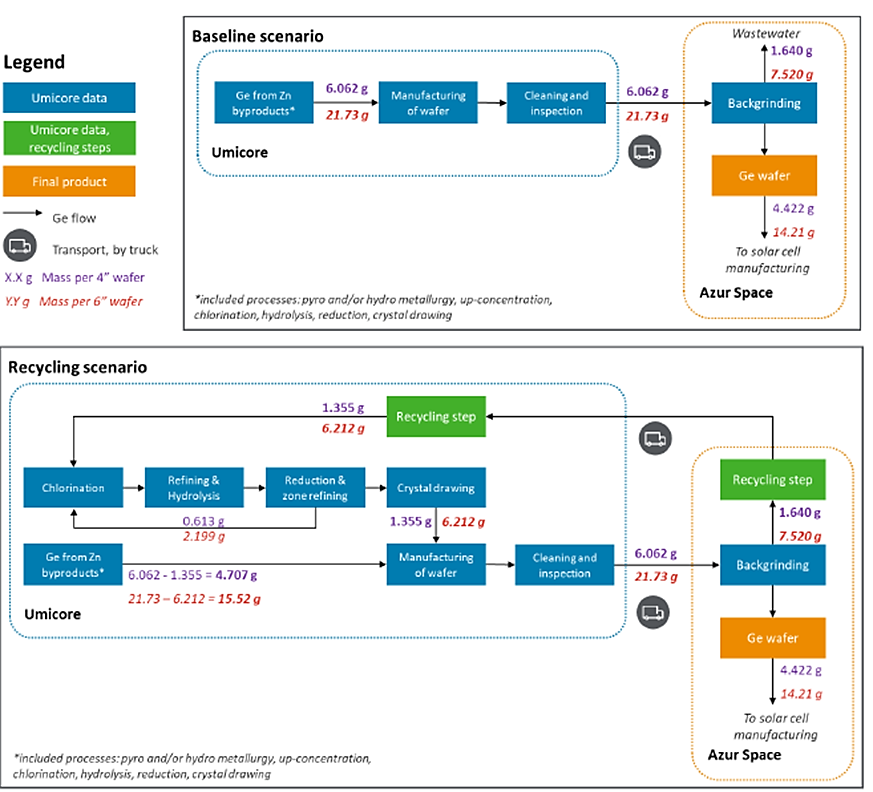 Legend
Umicore data
Umicore data,
recycling steps
Final product
Ge flow
Transport, by truck
X.X g Mass per 4” wafer
Y.Y g Mass per 6” wafer
Baseline scenario
Ge from Zn
byproducts*
6.062 g
21.73 g
Manufacturing
of wafer
Cleaning and
inspection
Umicore
6.062 g
21.73 g
Wastewater
1.640 g
7.520 g
Backgrinding
Ge wafer
4.422 g
14.21 g
To solar cell
manufacturing
Azur Space
*included processes: pyro and/or hydro metallurgy, up-concentration,
chlorination, hydrolysis, reduction, crystal drawing
Recycling scenario
1.355 g
6.212 g
Recycling step
Chlorination
Refining &
Hydrolysis
Reduction &
zone refining
Crystal drawing
0.613 g
2.199 g
1.355 g 6.212 g
Ge from Zn
byproducts*
6.062 - 1.355 = 4.707 g
21.73 – 6.212 = 15.52 g
Manufacturing
of wafer
Cleaning and
inspection
Umicore
6.062 g
21.73 g
Recycling step
1.640 g
7.520 g
Backgrinding
Ge wafer
4.422 g
14.21 g
To solar cell
manufacturing
Azur Space
*included processes: pyro and/or hydro metallurgy, up-concentration,
chlorination, hydrolysis, reduction, crystal drawing